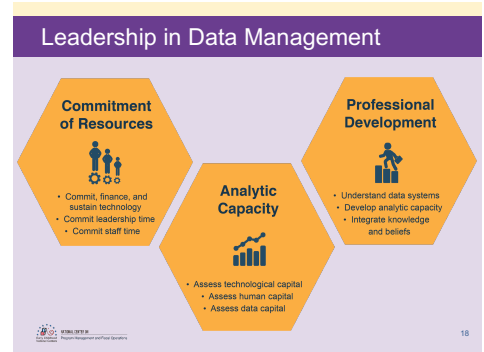 Leadership in Data Management
Commitment
of Resources
• Commit, finance, and
sustain technology
• Commit leadership time
• Commit staff time
Analytic
Capacity
• Assess technological capital
• Assess human capital
• Assess data capital
Professional
Development
• Understand data systems
• Develop analytic capacity
• Integrate knowledge
and beliefs
NATIONAL CENTER ON
Program Management and Fiscal Operations
18